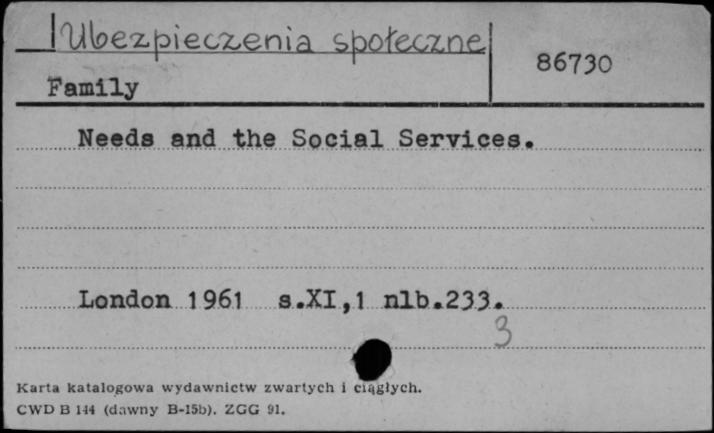 Ubezpieczenia społeczne
86730
Family
Needs and the Social Services.
London 1961 s.XI,1 nlb.233.
3
Karta katalogowa wydawnictw zwartych i ciągłych.
CWD B 144 (dawny B-15b). ZGG 91.